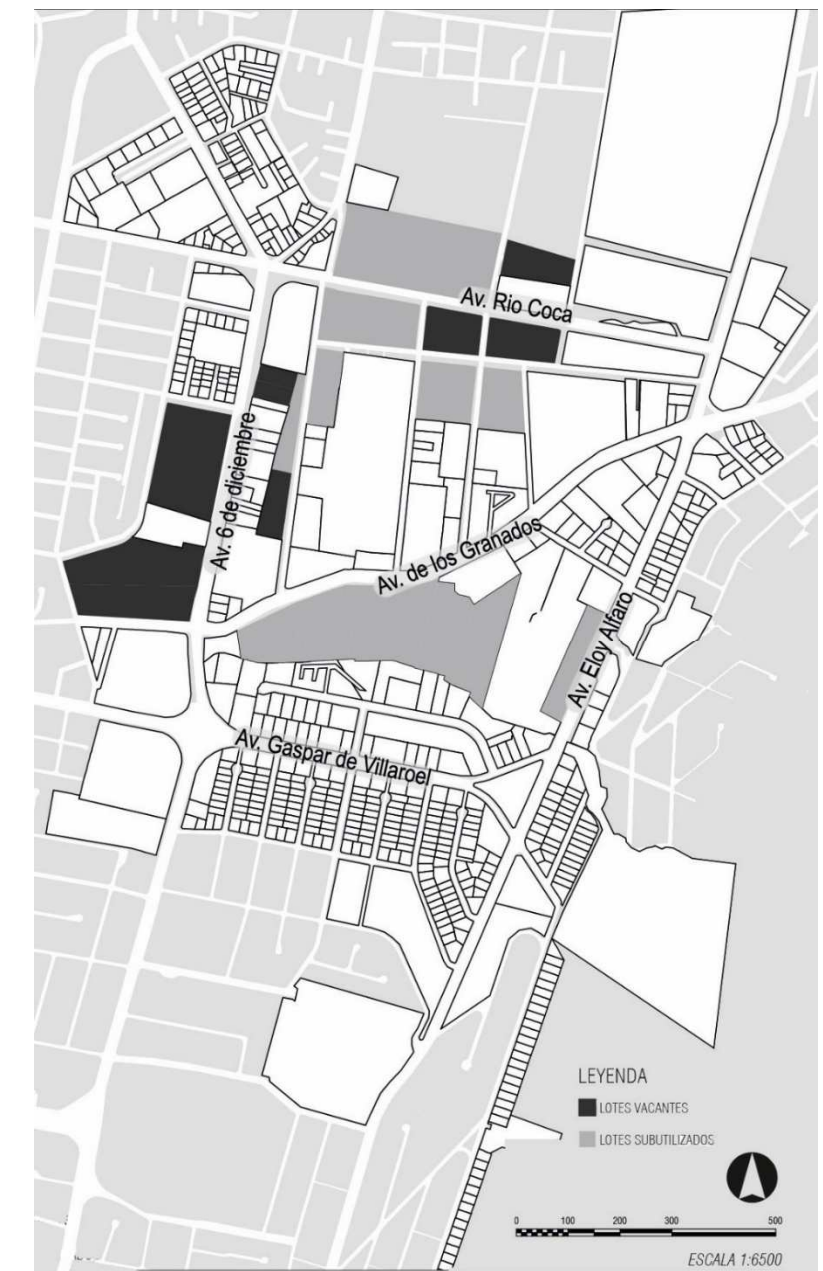 Av. Rio Coca
Av. 6 de diciembre
Av. de los Granados
Av. Eloy Alfaro
Av. Gaspar de Villaroel
LEYENDA
LOTES VACANTES
LOTES SUBUTILIZADOS
0 100 200 300 500
ESCALA 1:6500